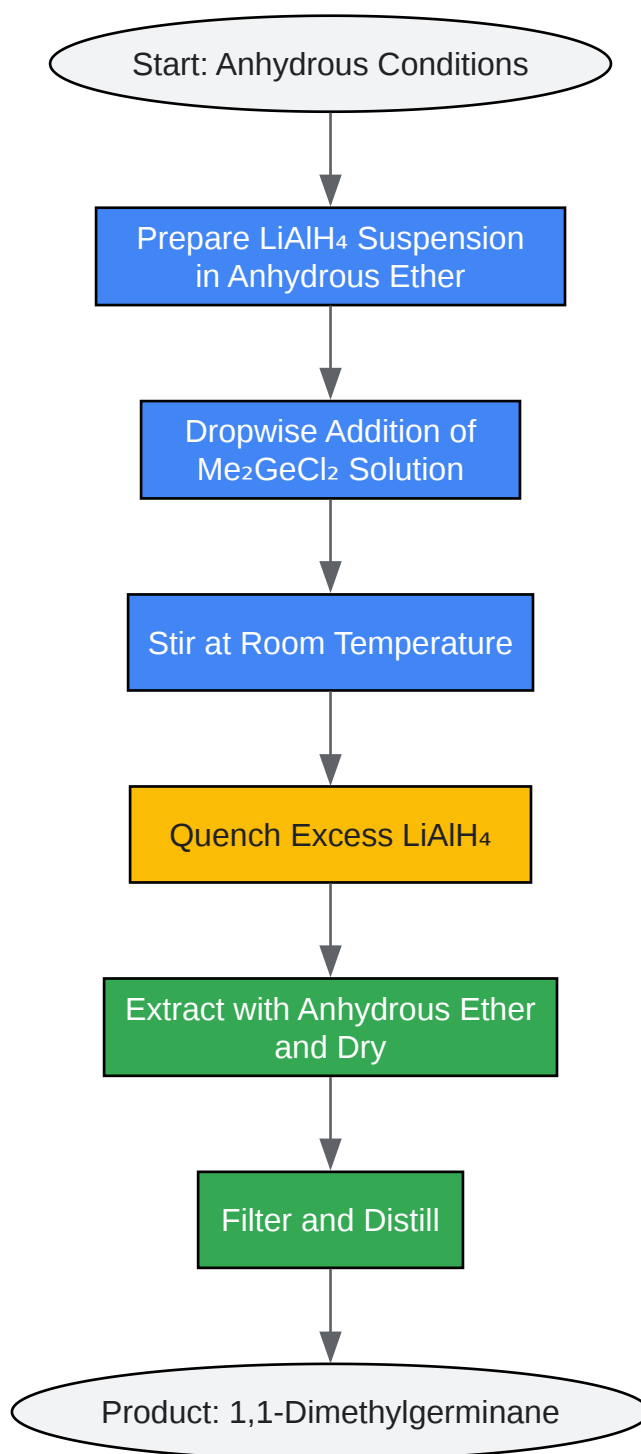 Start: Anhydrous Conditions
Prepare LiAlH₄ Suspension
in Anhydrous Ether
Dropwise Addition of
Me₂GeCl₂ Solution
Stir at Room Temperature
Quench Excess LiAlH₄
Extract with Anhydrous Ether
and Dry
Filter and Distill
Product: 1,1-Dimethylgerminane